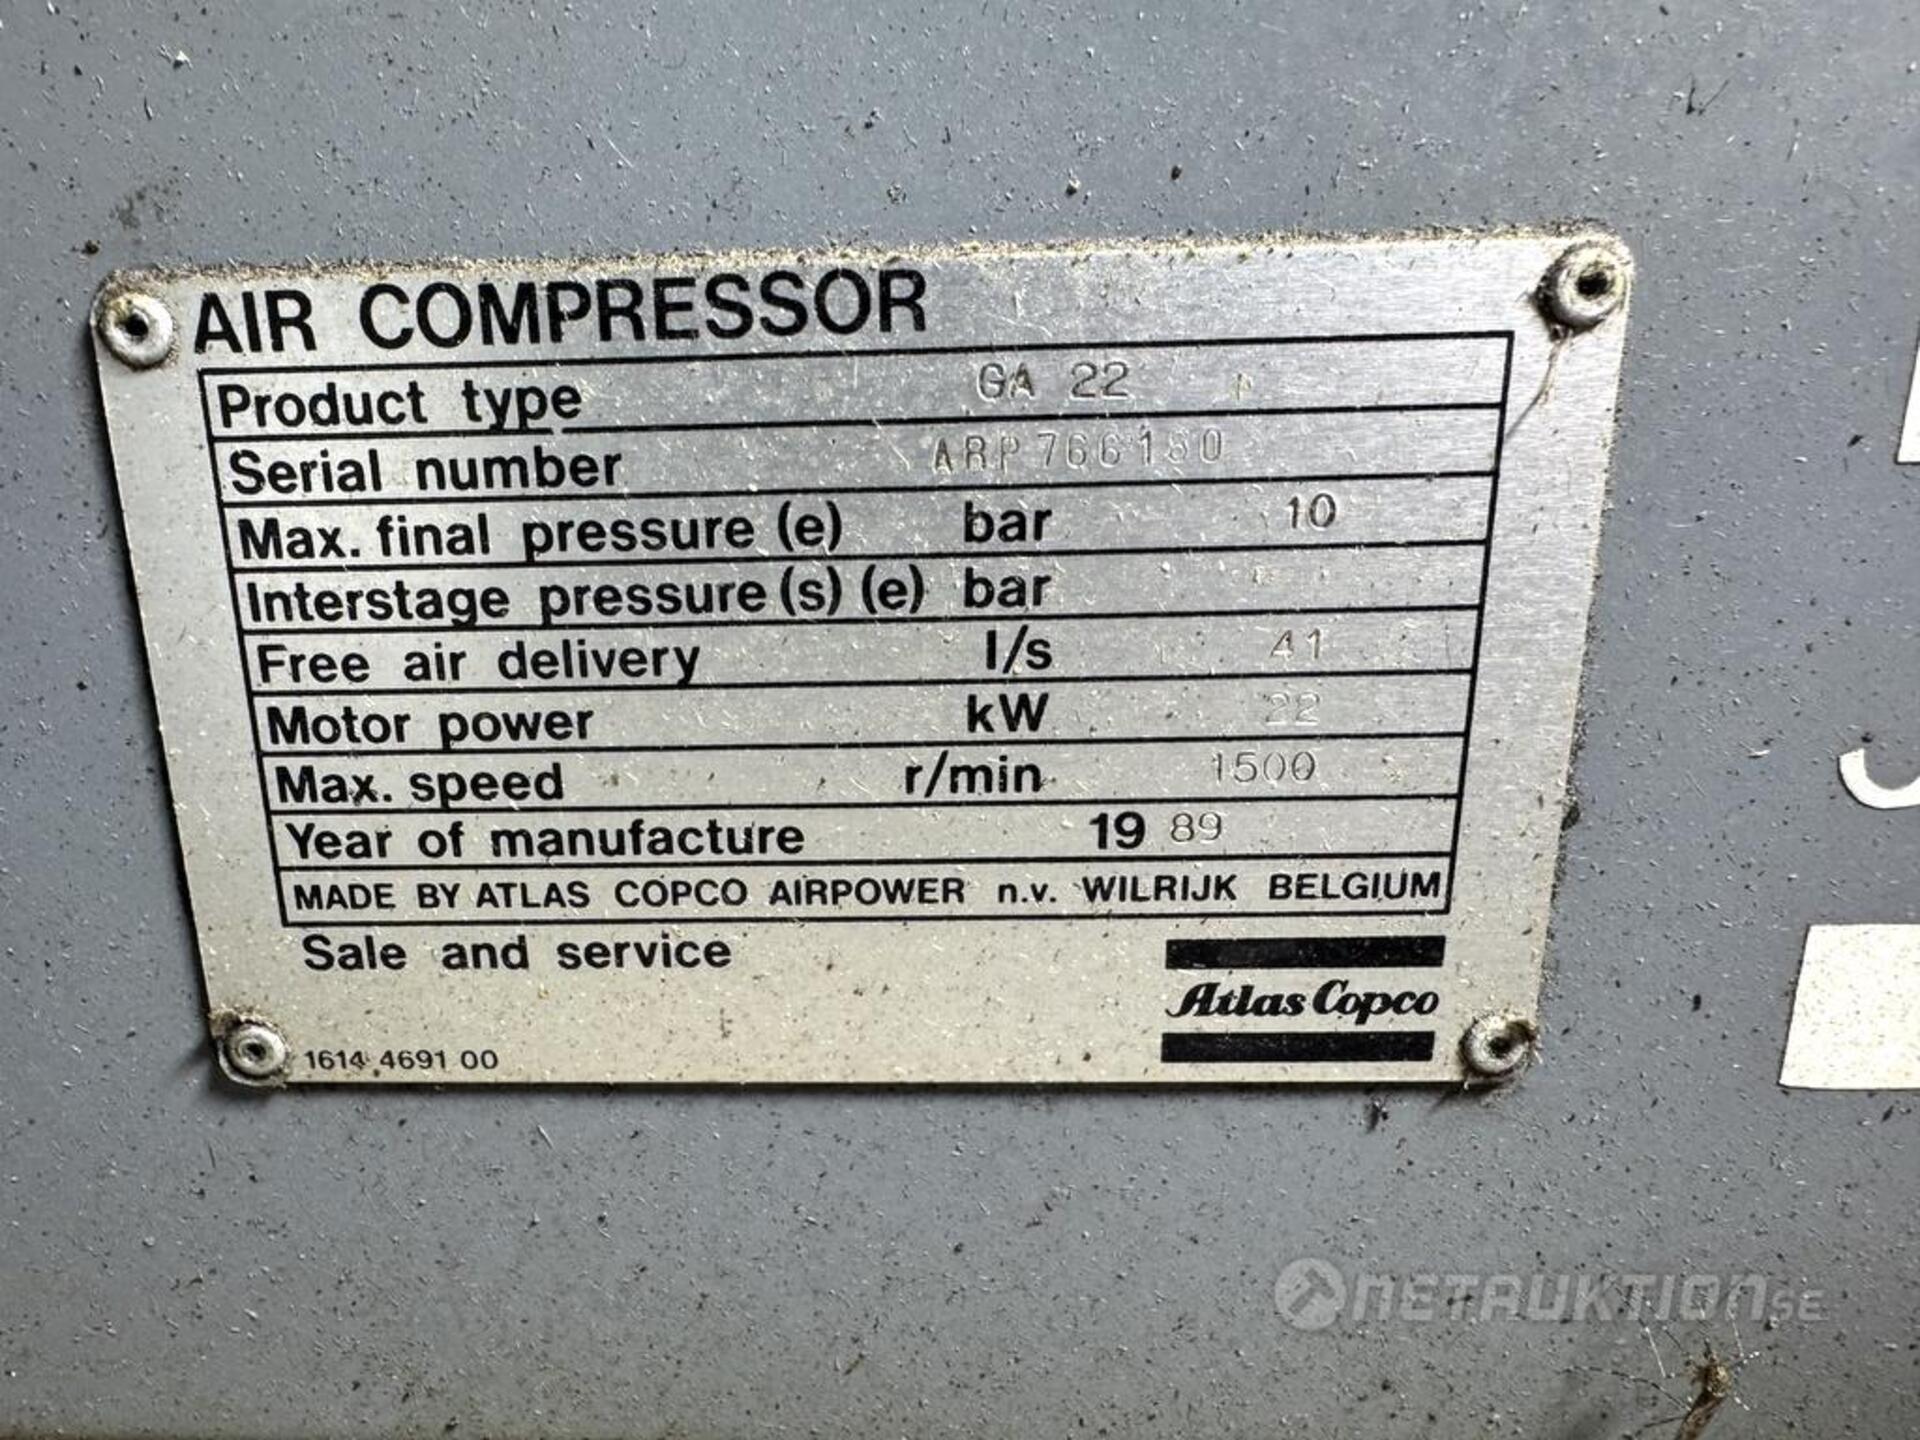 AIR COMPRESSOR
Product type GA 22
Serial number ARP 766180
Max. final pressure (e) bar 10
Interstage pressure (s) (e) bar
Free air delivery l/s 41
Motor power kW 22
Max. speed r/min 1500
Year of manufacture 19 89
MADE BY ATLAS COPCO AIRPOWER n.v. WILRIJK BELGIUM
Sale and service
Atlas Copco
1614 4691 00
NETAUKTION.SE